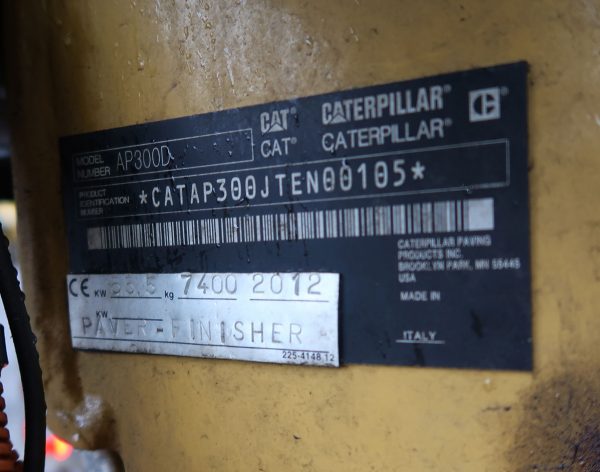 CAT® CATERPILLAR®
CAT® CATERPILLAR®
MODEL NUMBER AP300D
PRODUCT IDENTIFICATION NUMBER *CATAP300JTEN00105*
CATERPILLAR PAVING
PRODUCTS INC.
BROOKLYN PARK, MN 55445
USA
MADE IN
ITALY
CE KW 55.5 kg 7400 2012
KW
PAVER-FINISHER
225-4148 12